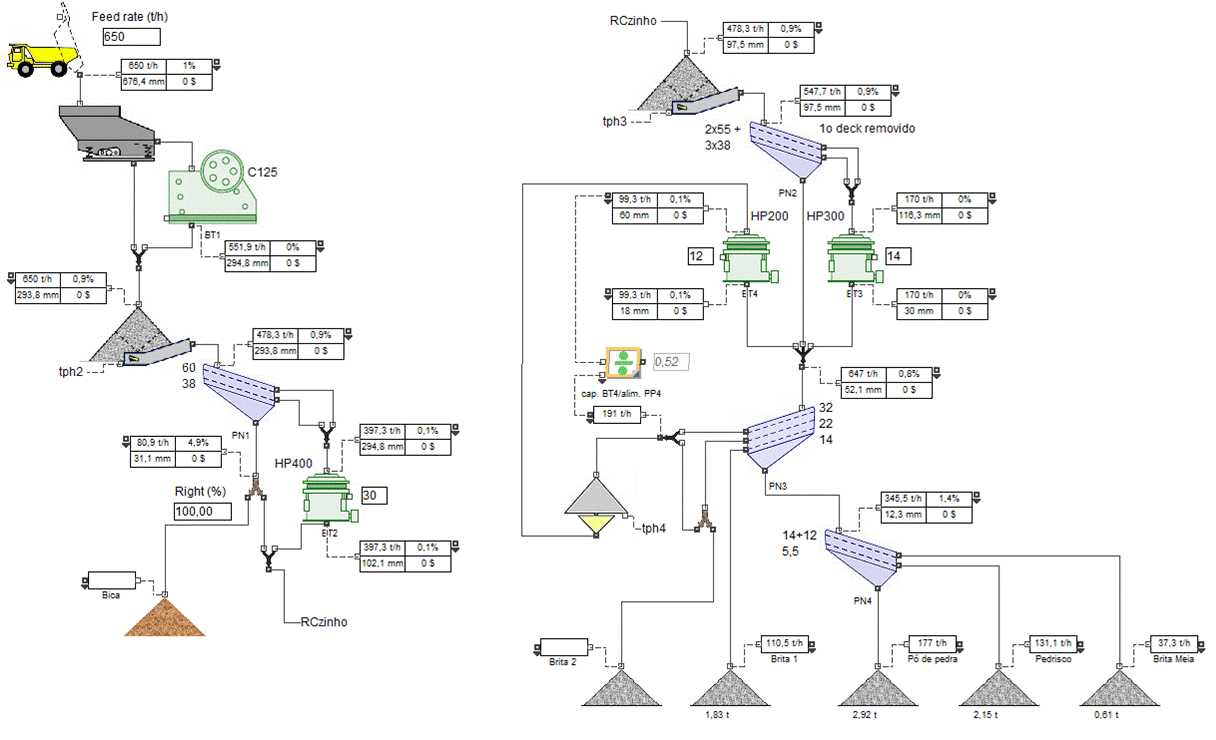 Feed rate (t/h)
650
650 t/h 1%
676,4 mm 0 $
C125
BT1
551,9 t/h 0%
294,8 mm 0 $
650 t/h 0,9%
293,8 mm 0 $
tph2
478,3 t/h 0,9%
293,8 mm 0 $
60
38
PN1
80,9 t/h 4,9%
31,1 mm 0 $
397,3 t/h 0,1%
294,8 mm 0 $
HP400
30
Right (%)
100,00
BT2
397,3 t/h 0,1%
102,1 mm 0 $
Bica
RCzinho
RCzinho
478,3 t/h 0,9%
97,5 mm 0 $
tph3
547,7 t/h 0,9%
97,5 mm 0 $
2x55 +
3x38
1o deck removido
PN2
99,3 t/h 0,1%
60 mm 0 $
HP200
HP300
170 t/h 0%
116,3 mm 0 $
12
14
BT4
BT3
99,3 t/h 0,1%
18 mm 0 $
170 t/h 0%
30 mm 0 $
0,52
cap. BT4/alim. PP4
191 t/h
647 t/h 0,8%
52,1 mm 0 $
32
22
14
PN3
tph4
345,5 t/h 1,4%
12,3 mm 0 $
14+12
5,5
PN4
Brita 2
110,5 t/h
Brita 1
177 t/h
Pó de pedra
131,1 t/h
Pedrisco
37,3 t/h
Brita Meia
1,83 t
2,92 t
2,15 t
0,61 t